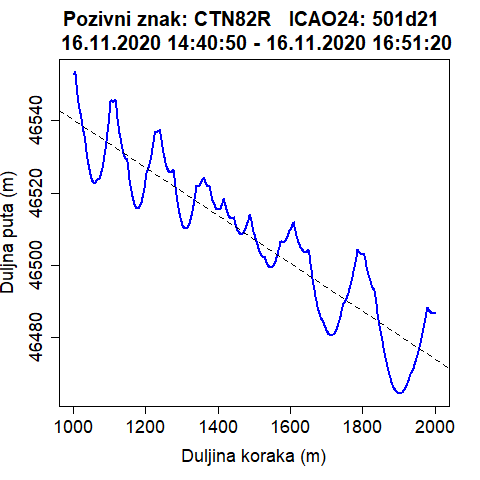 Pozivni znak: CTN82R ICAO24: 501d21
16.11.2020 14:40:50 - 16.11.2020 16:51:20
Duljna puta (m)
46540
46520
46500
46480
1000 1200 1400 1600 1800 2000
Duljina koraka (m)